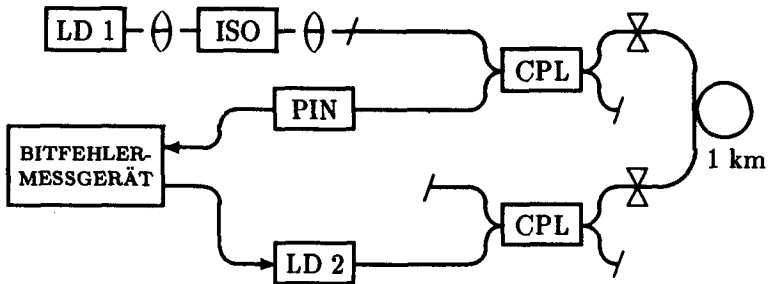 LD 1
ISO
CPL
PIN
BITFEHLER-
MESSGERÄT
1 km
CPL
LD 2